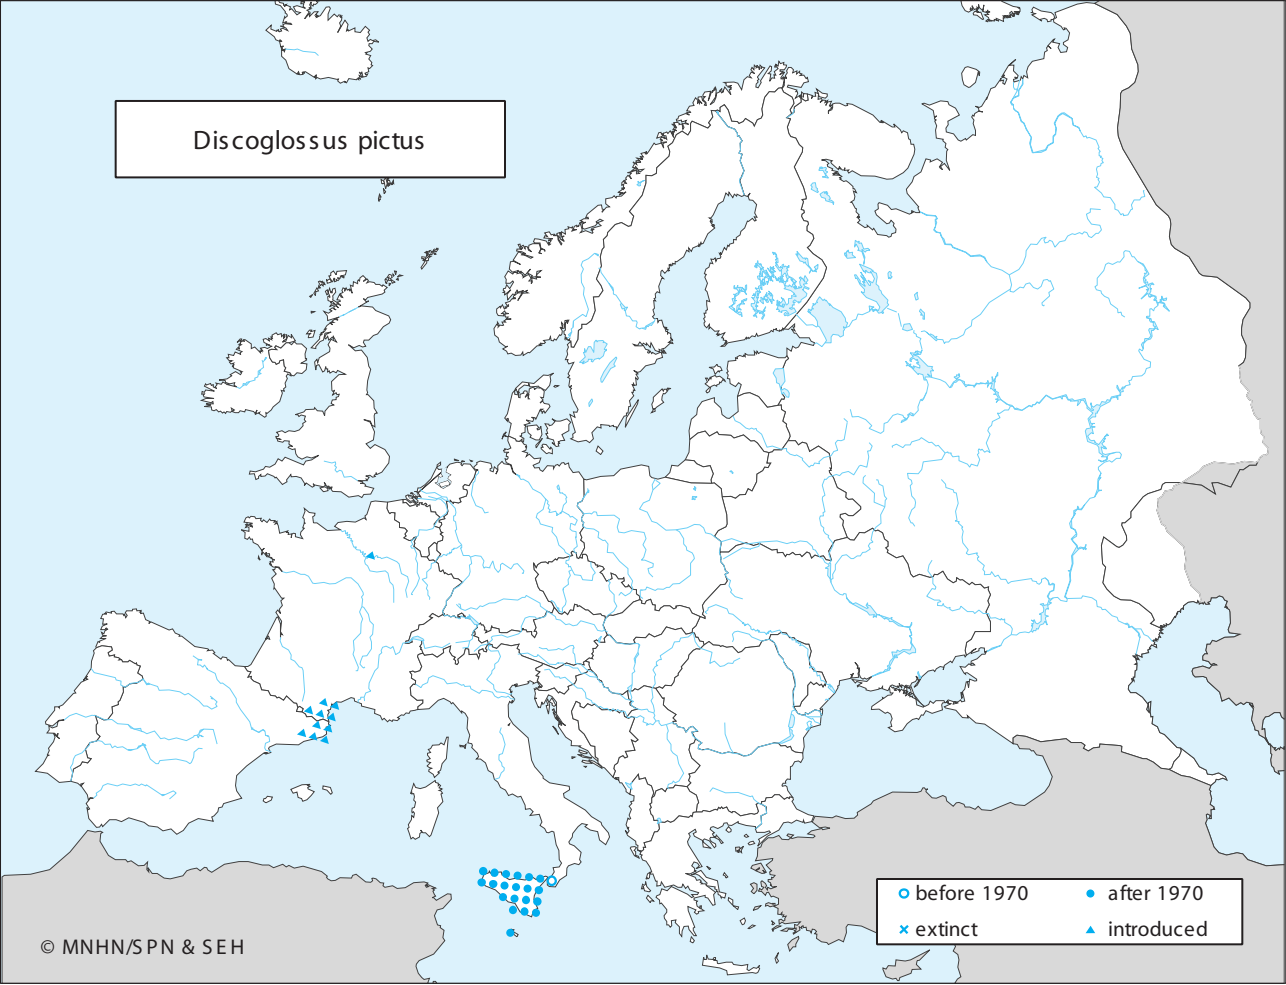 Discoglossus pictus
before 1970
after 1970
extinct
introduced
© MNHN/SPN & SEH